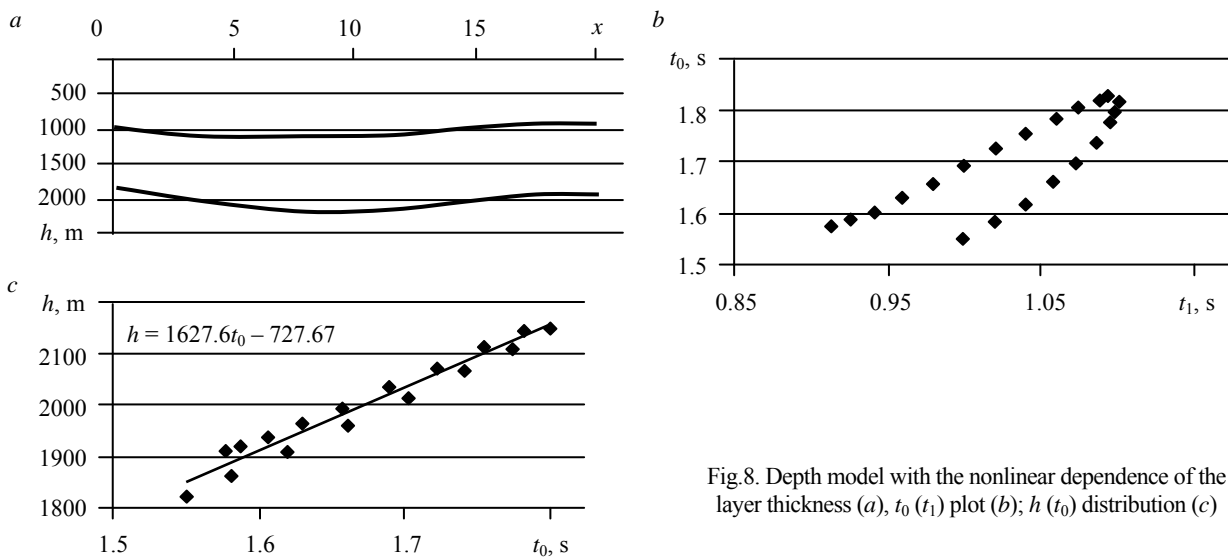 a
0 5 10 15 x
500
1000
1500
2000
h, m
b
t0, s
1.8
1.7
1.6
1.5
0.85 0.95 1.05 t1, s
c
h, m
h = 1627.6t0 – 727.67
2100
2000
1900
1800
1.5 1.6 1.7 t0, s
Fig.8. Depth model with the nonlinear dependence of the
layer thickness (a), t0 (t1) plot (b); h (t0) distribution (c)